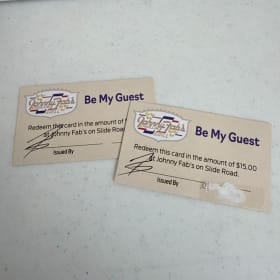 Johnny Fab's
Be My Guest
Redeem this card in the amount of $
at Johnny Fab's on Slide Road.
Issued By
Johnny Fab's
Be My Guest
Redeem this card in the amount of $15.00
at Johnny Fab's on Slide Road.
Issued By